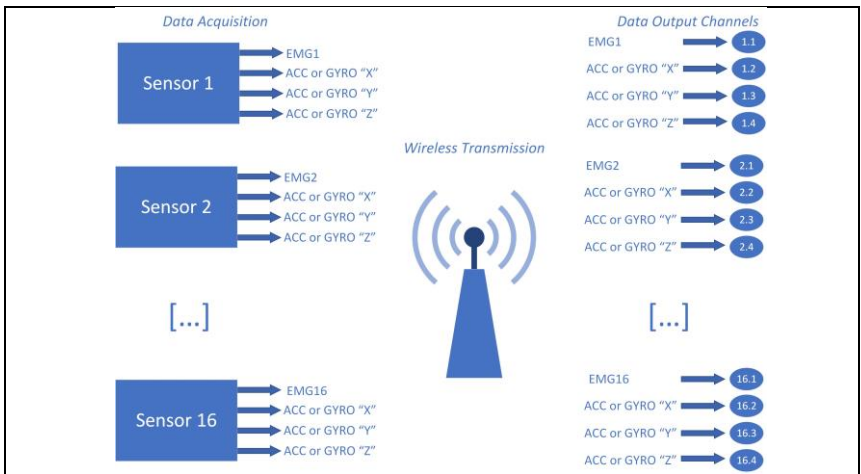 Data Acquisition
Sensor 1
EMG1
ACC or GYRO “X”
ACC or GYRO “Y”
ACC or GYRO “Z”
Sensor 2
EMG2
ACC or GYRO “X”
ACC or GYRO “Y”
ACC or GYRO “Z”
[...]
Sensor 16
EMG16
ACC or GYRO “X”
ACC or GYRO “Y”
ACC or GYRO “Z”
Wireless Transmission
Data Output Channels
EMG1 1.1
ACC or GYRO “X” 1.2
ACC or GYRO “Y” 1.3
ACC or GYRO “Z” 1.4
EMG2 2.1
ACC or GYRO “X” 2.2
ACC or GYRO “Y” 2.3
ACC or GYRO “Z” 2.4
[...]
EMG16 16.1
ACC or GYRO “X” 16.2
ACC or GYRO “Y” 16.3
ACC or GYRO “Z” 16.4